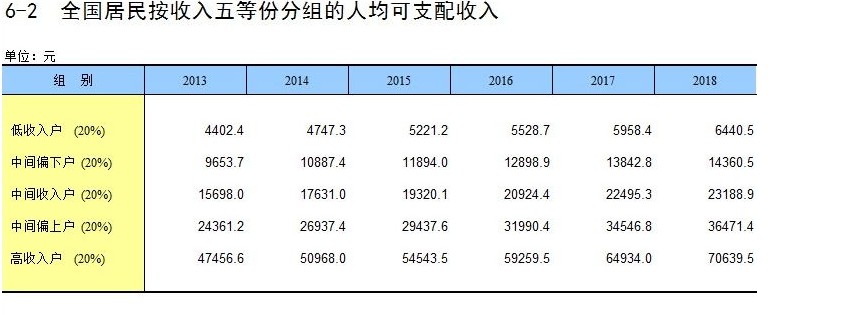 6-2 全国居民按收入五等份分组的人均可支配收入
单位：元
组 别 2013 2014 2015 2016 2017 2018
低收入户 (20%) 4402.4 4747.3 5221.2 5528.7 5958.4 6440.5
中间偏下户 (20%) 9653.7 10887.4 11894.0 12898.9 13842.8 14360.5
中间收入户 (20%) 15698.0 17631.0 19320.1 20924.4 22495.3 23188.9
中间偏上户 (20%) 24361.2 26937.4 29437.6 31990.4 34546.8 36471.4
高收入户 (20%) 47456.6 50968.0 54543.5 59259.5 64934.0 70639.5